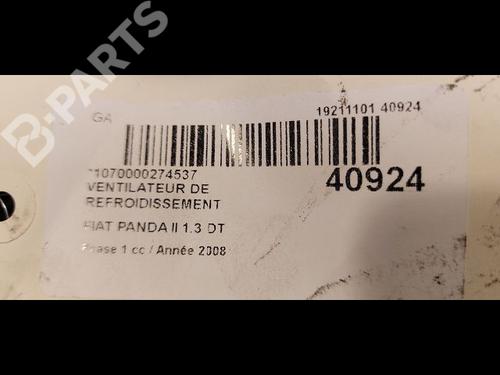 B-PARTS
GA
19211101 40924
*1070000274537
40924
VENTILATEUR DE
REFROIDISSEMENT
FIAT PANDA II 1.3 DT
Phase 1 cc / Année 2008